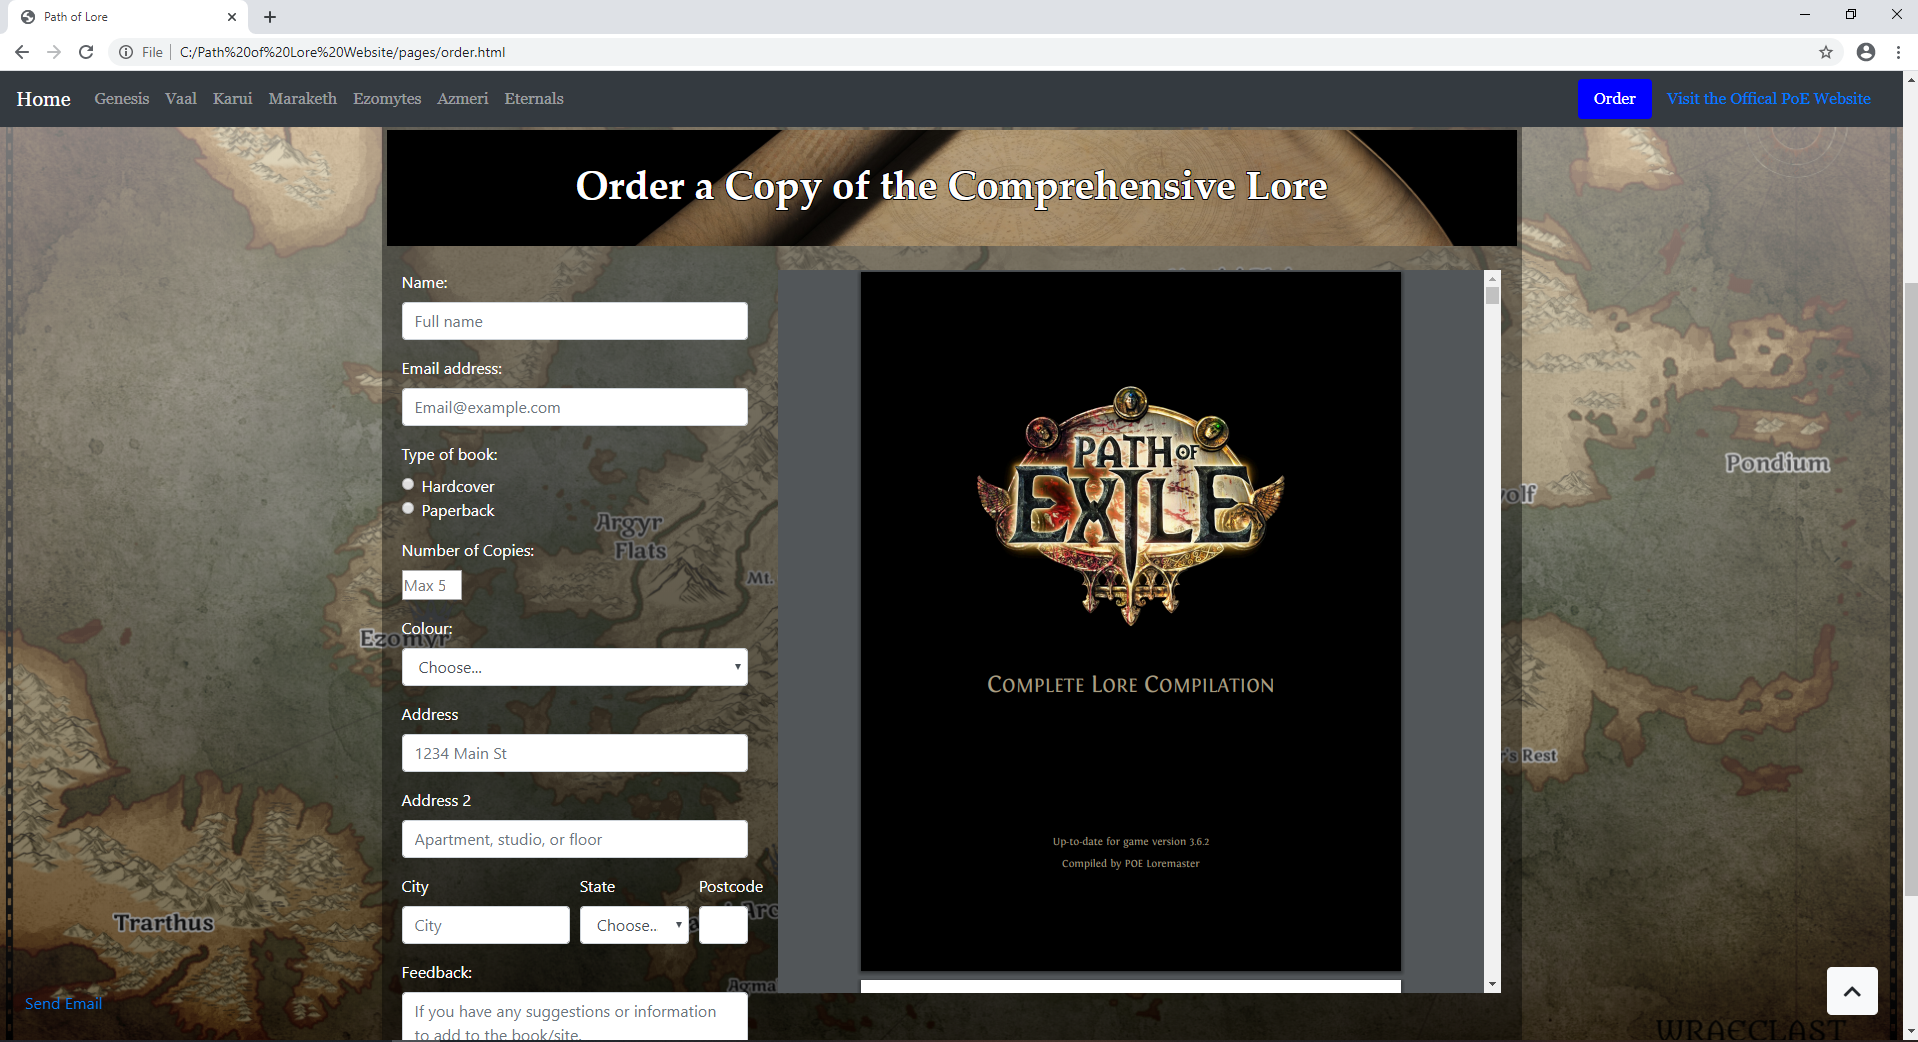 Path of Lore
File
C:/Path%20of%20Lore%20Website/pages/order.html
Home Genesis Vaal Karui Maraketh Ezomytes Azmeri Eternals Order Visit the Offical PoE Website
Order a Copy of the Comprehensive Lore
Name:
Full name
Email address:
Email@example.com
Type of book:
Hardcover
Paperback
Number of Copies:
Max 5
Colour:
Choose...
Address
1234 Main St
Address 2
Apartment, studio, or floor
City State Postcode
City Choose..
Feedback:
If you have any suggestions or information
to add to the book/site.
Send Email
PATH OF
EXILE
COMPLETE LORE COMPILATION
Up-to-date for game version 3.6.2
Compiled by POE Loremaster
Argyr
Flats
Mt.
Ezomyr
Trarthus
Pondium
's Rest
WRAECLAST